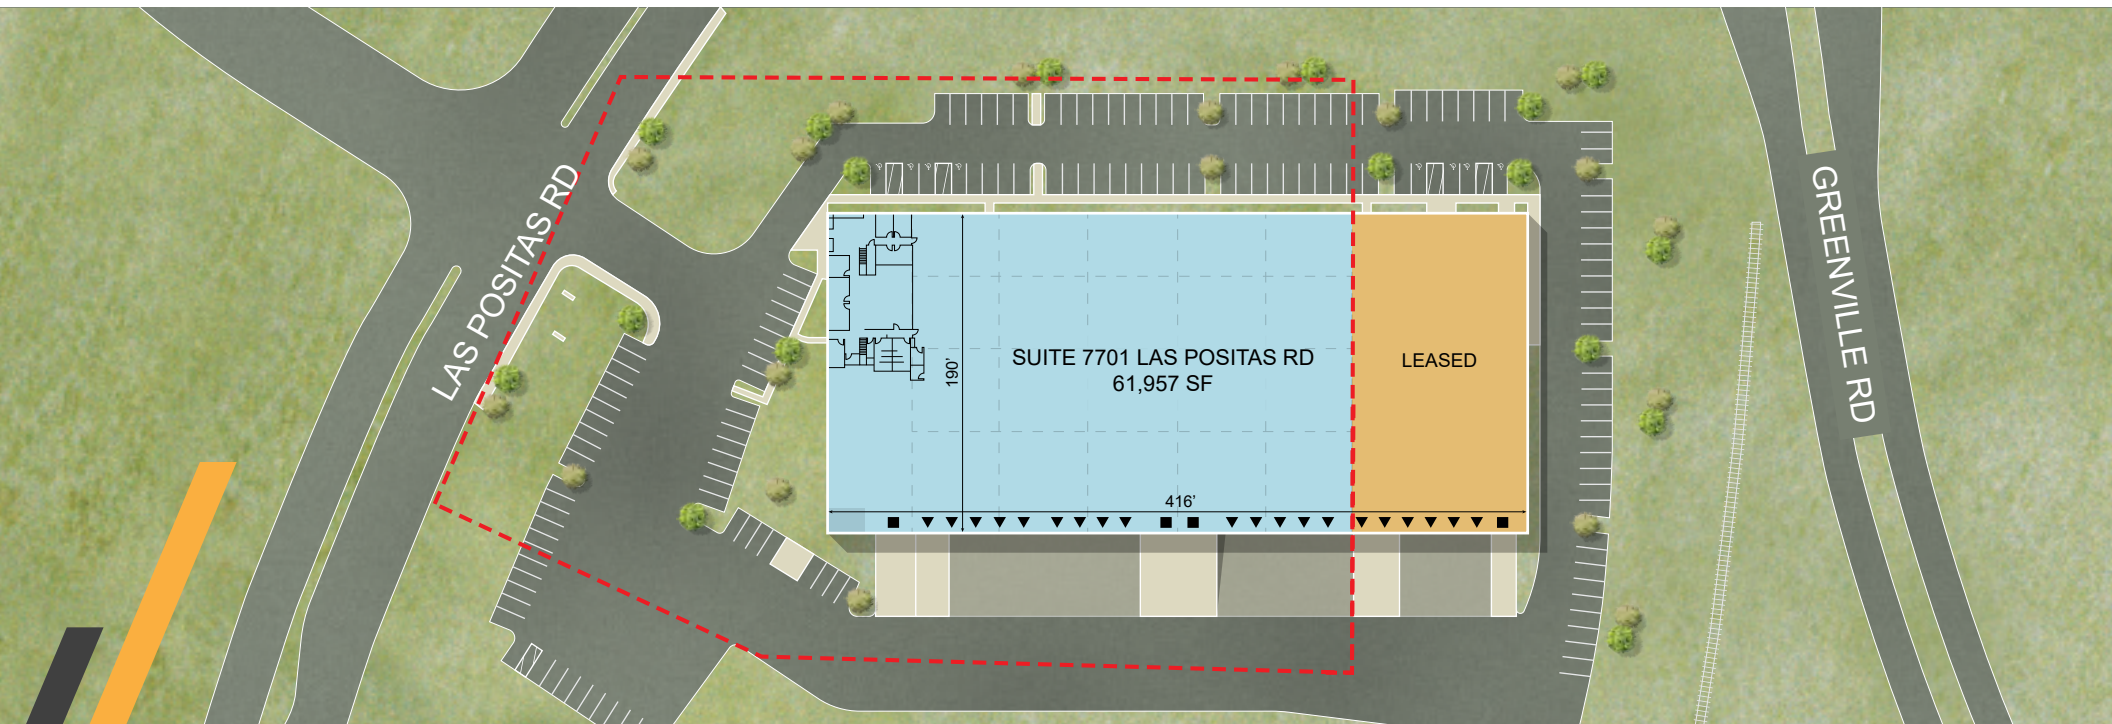 LAS POSITAS RD
190'
SUITE 7701 LAS POSITAS RD
61,957 SF
LEASED
416'
GREENVILLE RD